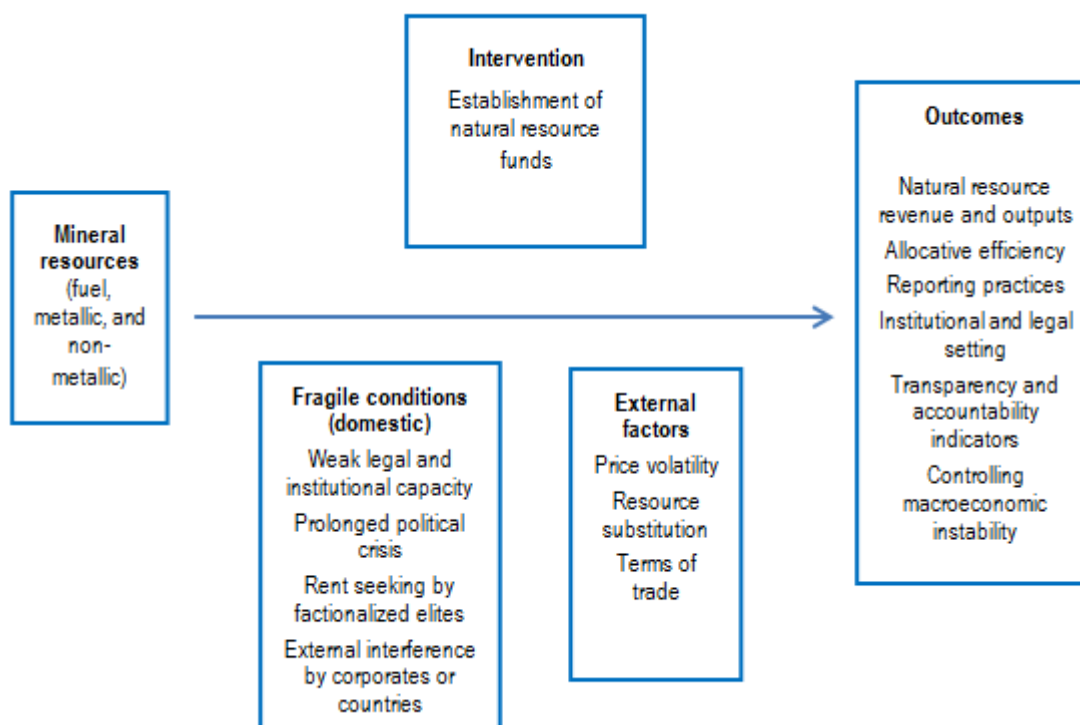 Intervention
Establishment of
natural resource
funds
Outcomes
Natural resource
revenue and outputs
Allocative efficiency
Reporting practices
Institutional and legal
setting
Transparency and
accountability
indicators
Controlling
macroeconomic
instability
Mineral
resources
(fuel,
metallic, and
non-
metallic)
Fragile conditions
(domestic)
Weak legal and
institutional capacity
Prolonged political
crisis
Rent seeking by
factionalized elites
External interference
by corporates or
countries
External
factors
Price volatility
Resource
substitution
Terms of
trade